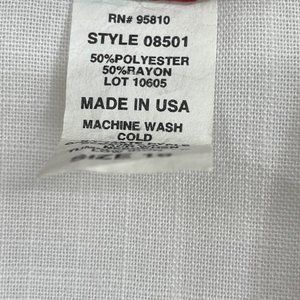 RN# 95810
STYLE 08501
50%POLYESTER
50%RAYON
LOT 10605
MADE IN USA
MACHINE WASH
COLD